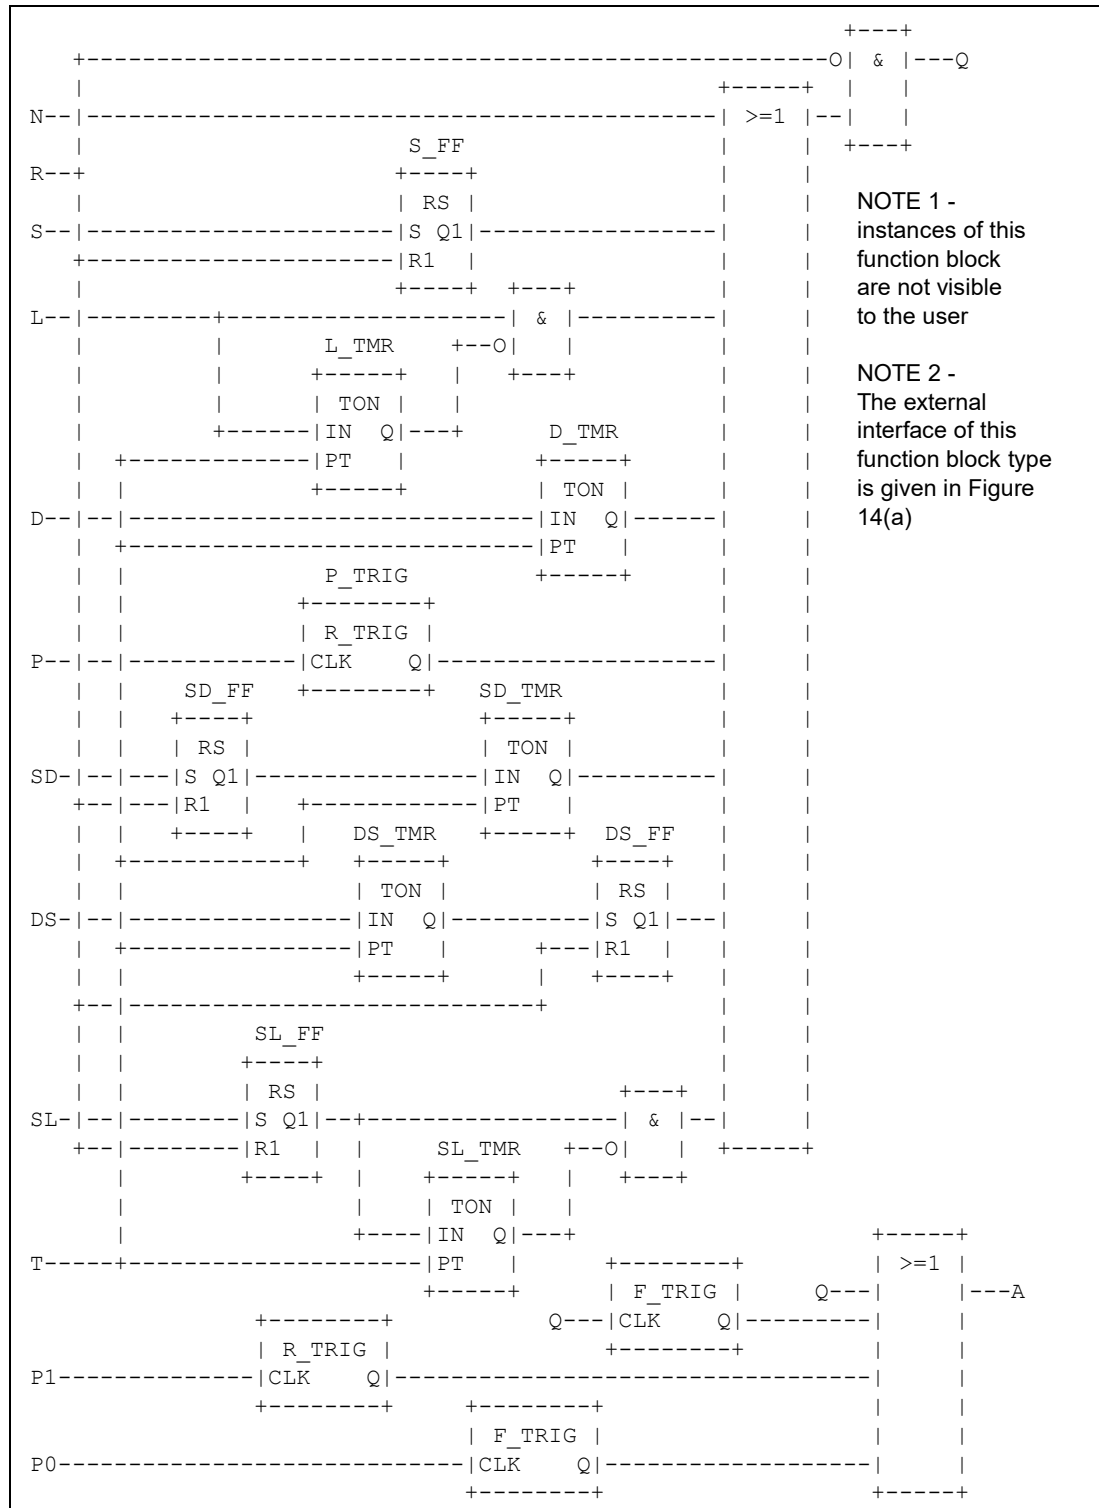 +---+
   +---------------------------------------------------O| & |---Q
   |                                            +-----+ |   |
N--|--------------------------------------------| >=1 |--|   |
   |                      S_FF                  |     | +---+
R--+                     +----+                 |     |
   |                     | RS |                 |     | NOTE 1 -
S--|---------------------|S Q1|-----------------|     | instances of this
   +---------------------|R1  |                 |     | function block
   |                     +----+  +---+          |     | are not visible
L--|---------+-------------------| & |----------|     | to the user
   |         |       L_TMR   +--O|   |          |     |
   |         |      +-----+  |   +---+          |     | NOTE 2 -
   |         |      | TON |  |                  |     | The external
   |         +------|IN  Q|---+     D_TMR       |     | interface of this
   |  +-------------|PT   |         +-----+     |     | function block type
   |  |             +-----+         | TON |     |     | is given in Figure
D--|--|-----------------------------|IN  Q|------|     | 14(a)
   |  +-----------------------------|PT   |     |     |
   |  |              P_TRIG         +-----+     |     |
   |  |            +--------+                   |     |
   |  |            | R_TRIG |                   |     |
P--|--|------------|CLK    Q|--------------------|     |
   |  |    SD_FF   +--------+   SD_TMR          |     |
   |  |   +----+                +-----+         |     |
   |  |   | RS |                | TON |         |     |
SD-|--|---|S Q1|----------------|IN  Q|----------|     |
   +--|---|R1  |   +------------|PT   |         |     |
   |  |   +----+   |   DS_TMR   +-----+  DS_FF  |     |
   |  +------------+   +-----+          +----+  |     |
   |  |                | TON |          | RS |  |     |
DS-|--|----------------|IN  Q|----------|S Q1|---|     |
   |  +----------------|PT   |      +---|R1  |  |     |
   |  |                +-----+      |   +----+  |     |
   +--|-----------------------------+           |     |
   |  |         SL_FF                           |     |
   |  |        +----+                           |     |
   |  |        | RS |                    +---+  |     |
SL-|--|--------|S Q1|--+------------------| & |--|     |
   +--|--------|R1  |  |     SL_TMR  +--O|   |  +-----+
      |        +----+  |    +-----+  |   +---+
      |                |    | TON |  |
      |                +----|IN  Q|---+                    +-----+
T-----+---------------------|PT   |      +--------+        | >=1 |
                            +-----+      | F_TRIG |    Q---|     |---A
                +--------+           Q---|CLK    Q|---------|     |
                | R_TRIG |               +--------+        |     |
P1--------------|CLK    Q|---------------------------------|     |
                +--------+     +--------+                  |     |
                               | F_TRIG |                  |     |
P0-----------------------------|CLK    Q|-------------------|     |
                               +--------+                  +-----+